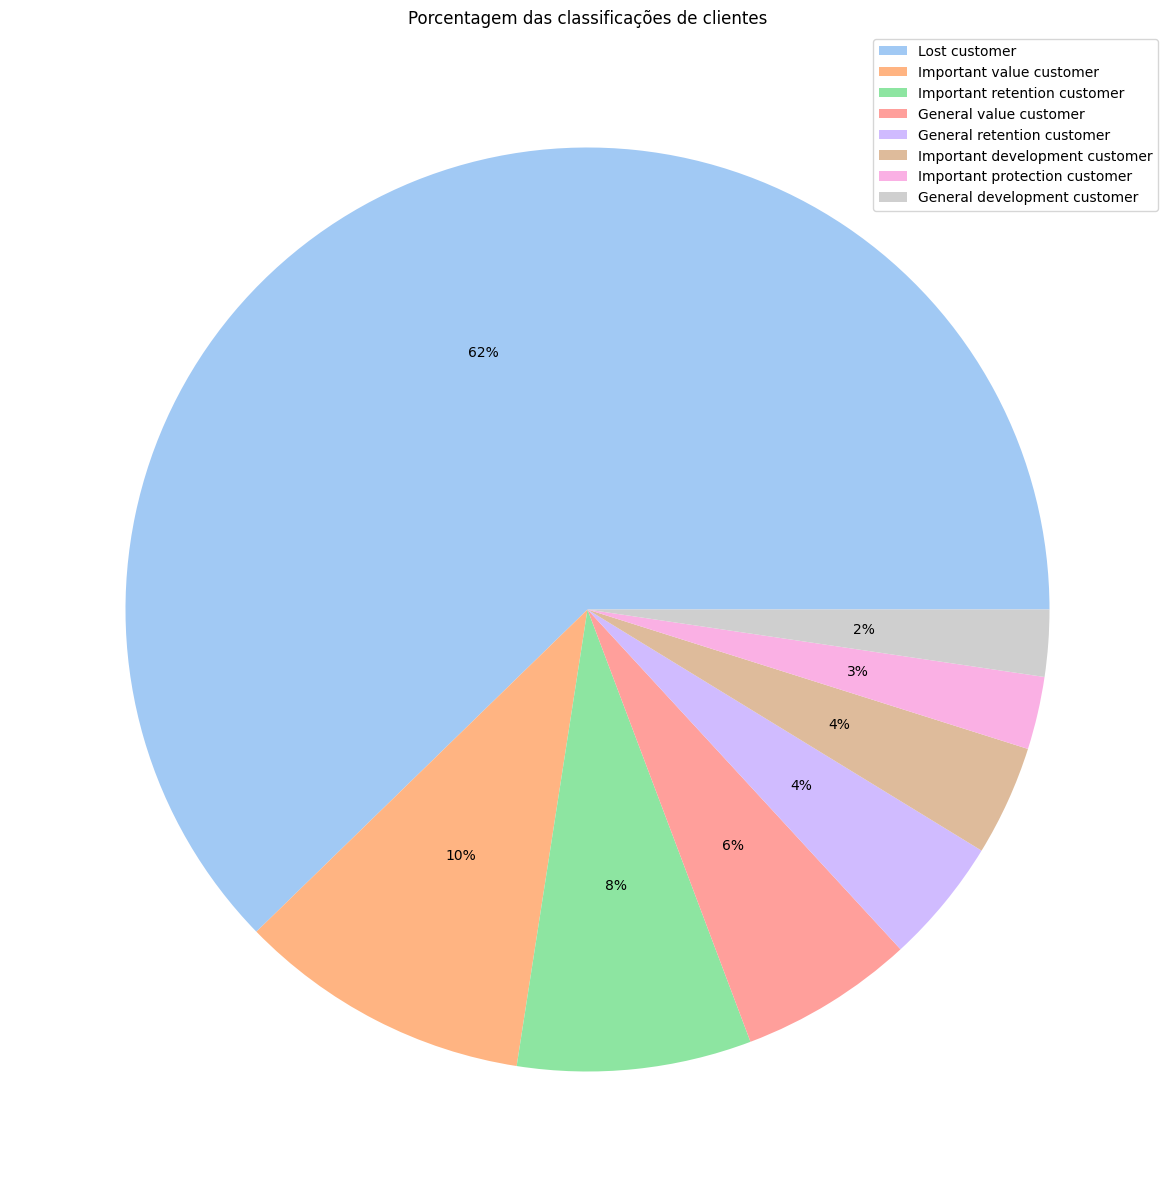 Porcentagem das classificações de clientes
Lost customer
Important value customer
Important retention customer
General value customer
General retention customer
Important development customer
Important protection customer
General development customer
62%
2%
3%
4%
4%
6%
10%
8%